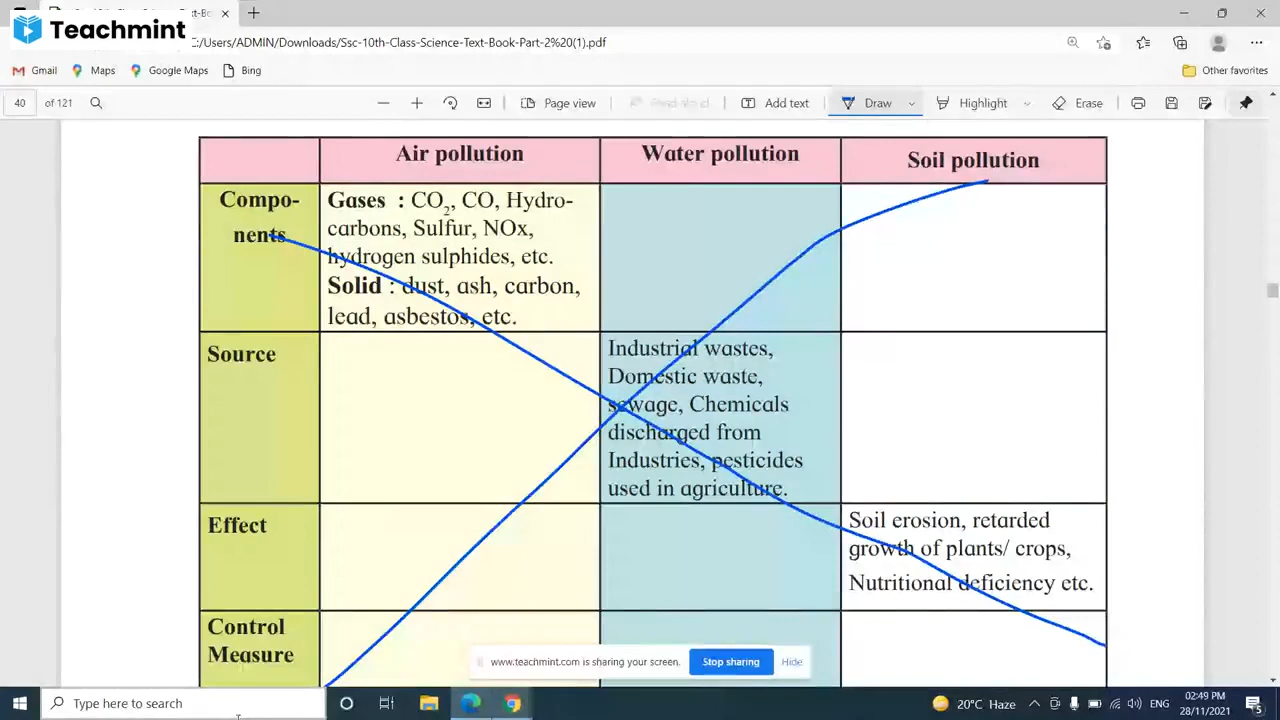 Teachmint
C:/Users/ADMIN/Downloads/Ssc-10th-Class-Science-Text-Book-Part-2%20(1).pdf
Gmail Maps Google Maps Bing Other favorites
40 of 121 Page view Read aloud Add text Draw Highlight Erase
Air pollution Water pollution Soil pollution
Compo-
nents
Gases : CO2, CO, Hydro-
carbons, Sulfur, NOx,
hydrogen sulphides, etc.
Solid : dust, ash, carbon,
lead, asbestos, etc.
Source
Industrial wastes,
Domestic waste,
sewage, Chemicals
discharged from
Industries, pesticides
used in agriculture.
Effect
Soil erosion, retarded
growth of plants/ crops,
Nutritional deficiency etc.
Control
Measure
www.teachmint.com is sharing your screen. Stop sharing Hide
Type here to search 20°C Haze ENG 02:49 PM
28/11/2021 5